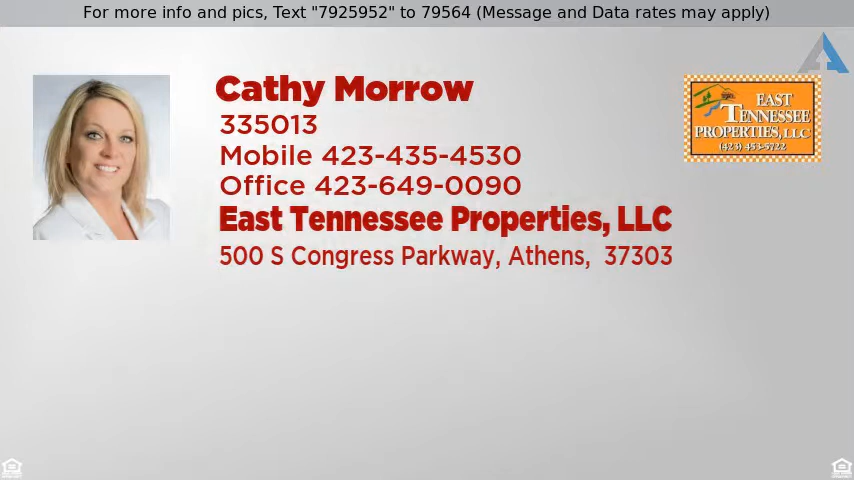 For more info and pics, Text "7925952" to 79564 (Message and Data rates may apply)
Cathy Morrow
335013
Mobile 423-435-4530
Office 423-649-0090
East Tennessee Properties, LLC
500 S Congress Parkway, Athens,  37303
EAST
TENNESSEE
PROPERTIES, LLC
(423) 453-5722